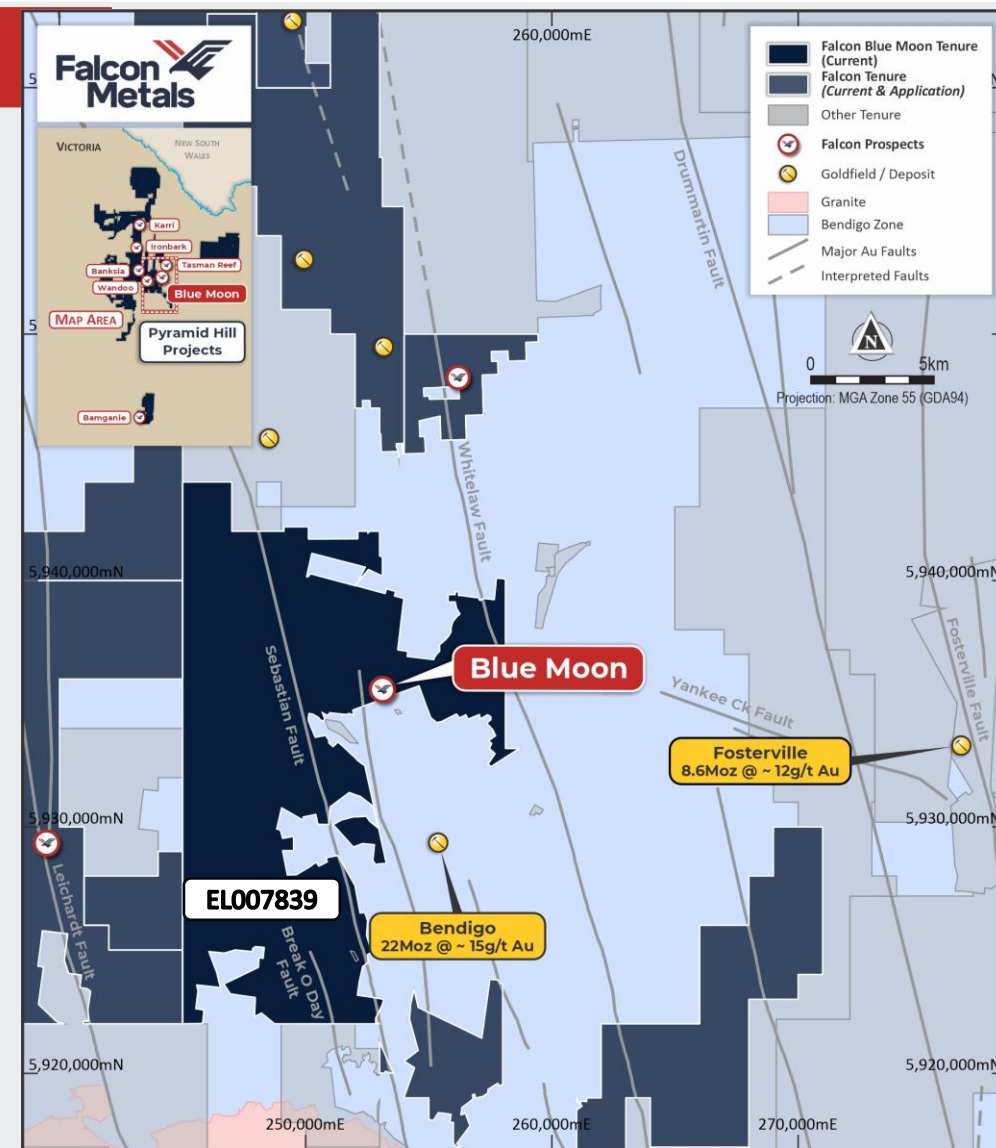 Falcon
Metals
VICTORIA
NEW SOUTH
WALES
Karri
Ironbark
Banksia
Tasman Reef
Wandoo
Blue Moon
MAP AREA
Pyramid Hill
Projects
Bamganie
260,000mE
Falcon Blue Moon Tenure
(Current)
Falcon Tenure
(Current & Application)
Other Tenure
Falcon Prospects
Goldfield / Deposit
Granite
Bendigo Zone
Major Au Faults
Interpreted Faults
N
0 5km
Projection: MGA Zone 55 (GDA94)
Drummartin Fault
Whitelaw Fault
5,940,000mN
5,940,000mN
Sebastian Fault
Blue Moon
Fosterville Fault
Yankee Ck Fault
Fosterville
8.6Moz @ ~ 12g/t Au
5,930,000mN
5,930,000mN
Leichardt Fault
EL007839
Bendigo
22Moz @ ~ 15g/t Au
Break O Day
Fault
5,920,000mN
5,920,000mN
250,000mE
260,000mE
270,000mE